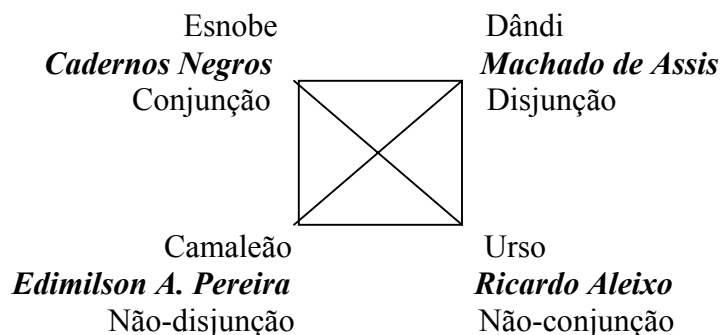 Esnobe Dândi
Cadernos Negros Machado de Assis
Conjunção Disjunção
Camaleão Urso
Edimilson A. Pereira Ricardo Aleixo
Não-disjunção Não-conjunção